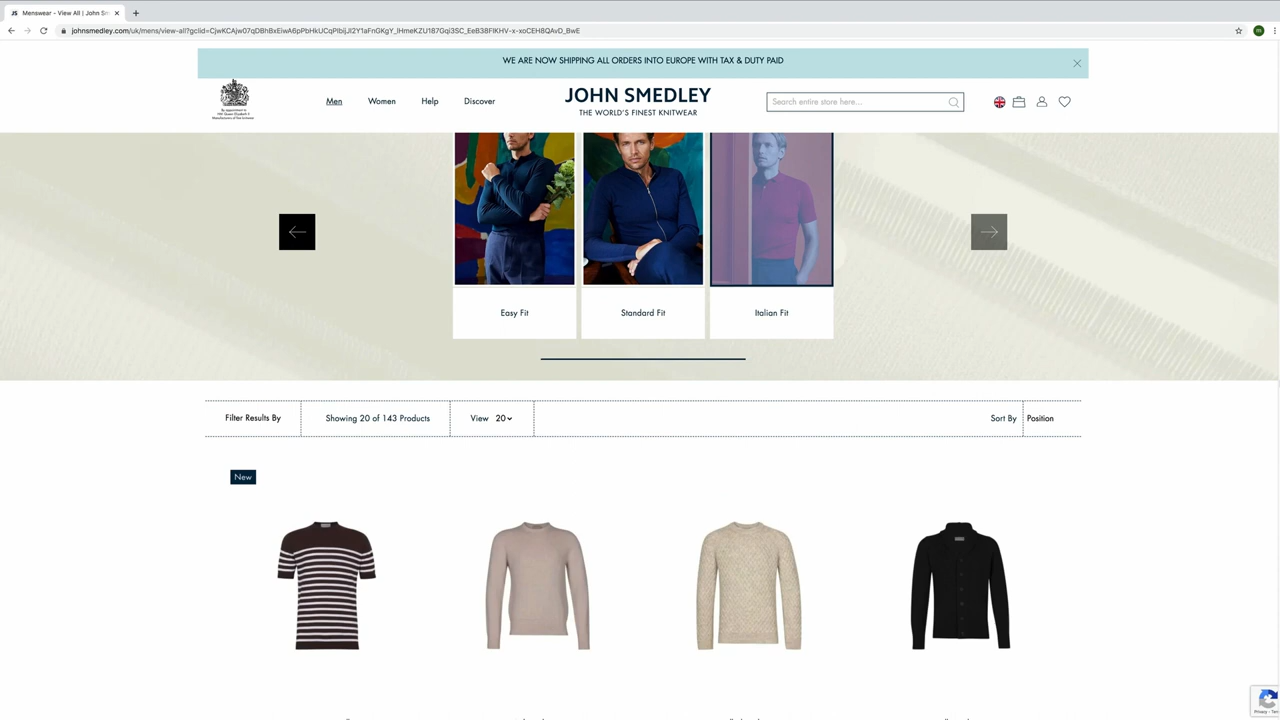 JS Menswear - View All | John Sm
johnsmedley.com/uk/mens/view-all?gclid=CjwKCAjw07qDBhBxEiwA6pPbHkUCqPlbijJl2Y1aFnGKgY_lHmeKZU187Gql3SC_EeB38FlKHV-x-xoCEH8QAvD_BwE
WE ARE NOW SHIPPING ALL ORDERS INTO EUROPE WITH TAX & DUTY PAID
Men Women Help Discover
JOHN SMEDLEY
THE WORLD'S FINEST KNITWEAR
Search entire store here...
Easy Fit Standard Fit Italian Fit
Filter Results By Showing 20 of 143 Products View 20 Sort By Position
New